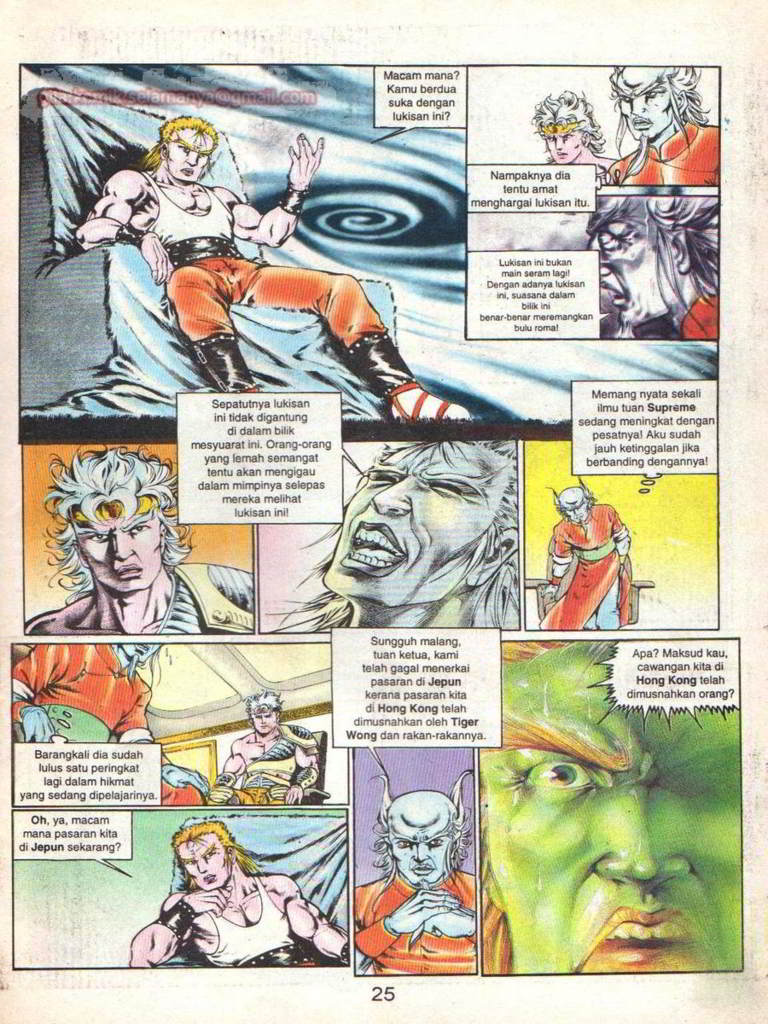 Macam mana?
Kamu berdua
suka dengan
lukisan ini?
Nampaknya dia
tentu amat
menghargai lukisan itu.
Lukisan ini bukan
main seram lagi!
Dengan adanya lukisan
ini, suasana dalam
bilik ini
benar-benar meremangkan
bulu roma!
Sepatutnya lukisan
ini tidak digantung
di dalam bilik
mesyuarat ini. Orang-orang
yang lemah semangat
tentu akan mengigau
dalam mimpinya selepas
mereka melihat
lukisan ini!
Memang nyata sekali
ilmu tuan Supreme
sedang meningkat dengan
pesatnya! Aku sudah
jauh ketinggalan jika
berbanding dengannya!
Barangkali dia sudah
lulus satu peringkat
lagi dalam hikmat
yang sedang dipelajarinya.
Oh, ya, macam
mana pasaran kita
di Jepun sekarang?
Sungguh malang,
tuan ketua, kami
telah gagal menerkai
pasaran di Jepun
kerana pasaran kita
di Hong Kong telah
dimusnahkan oleh Tiger
Wong dan rakan-rakannya.
Apa? Maksud kau,
cawangan kita di
Hong Kong telah
dimusnahkan orang?
25